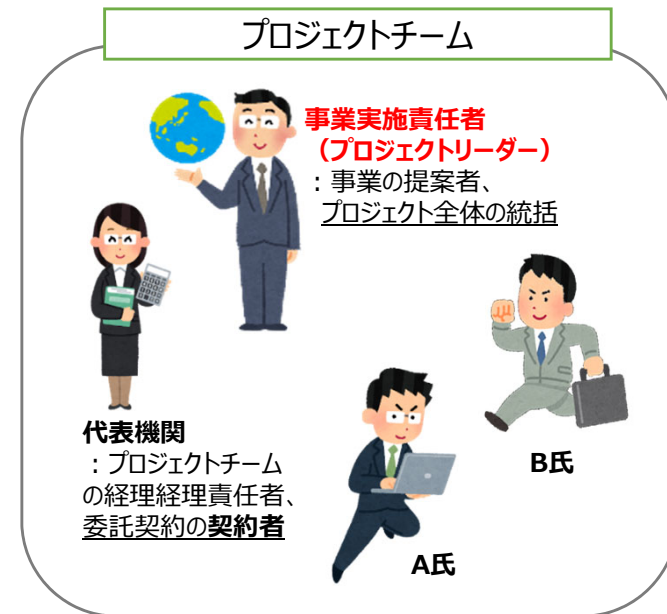 プロジェクトチーム
事業実施責任者
（プロジェクトリーダー）
：事業の提案者、
プロジェクト全体の統括
代表機関
：プロジェクトチーム
の経理経理責任者、
委託契約の契約者
B氏
A氏